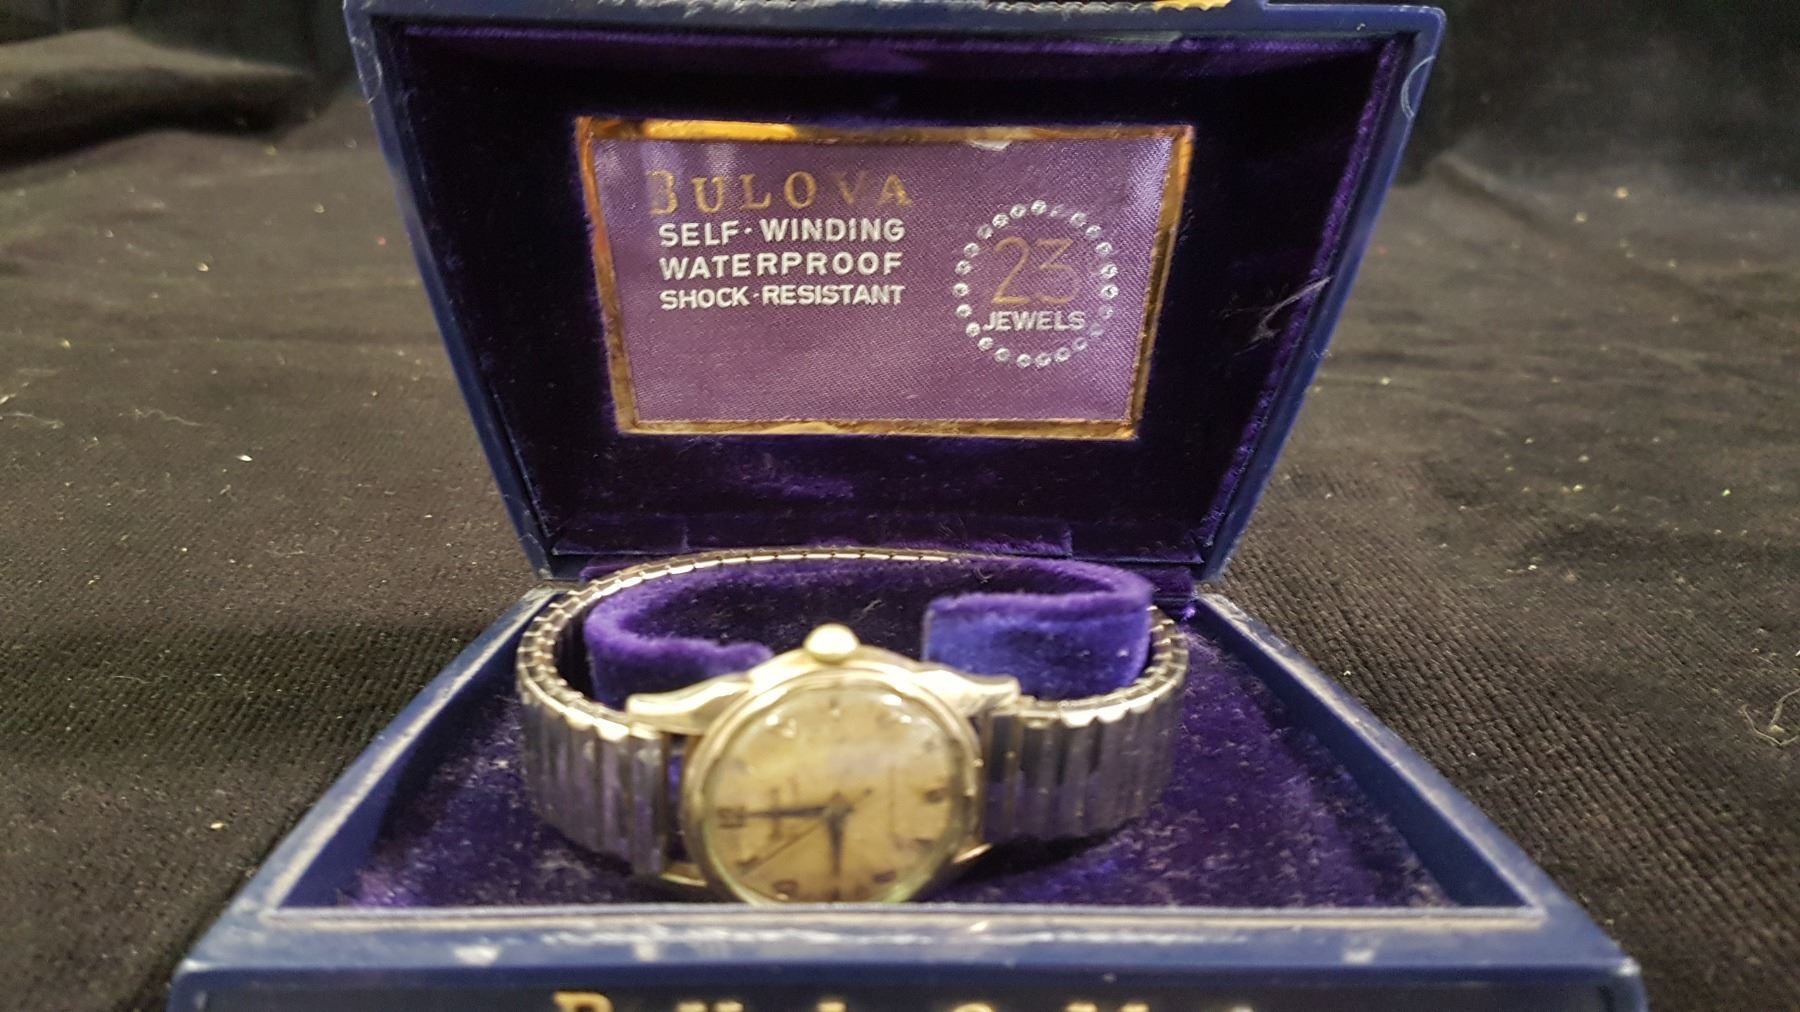 BULOVA
SELF-WINDING
WATERPROOF
SHOCK-RESISTANT
23
JEWELS